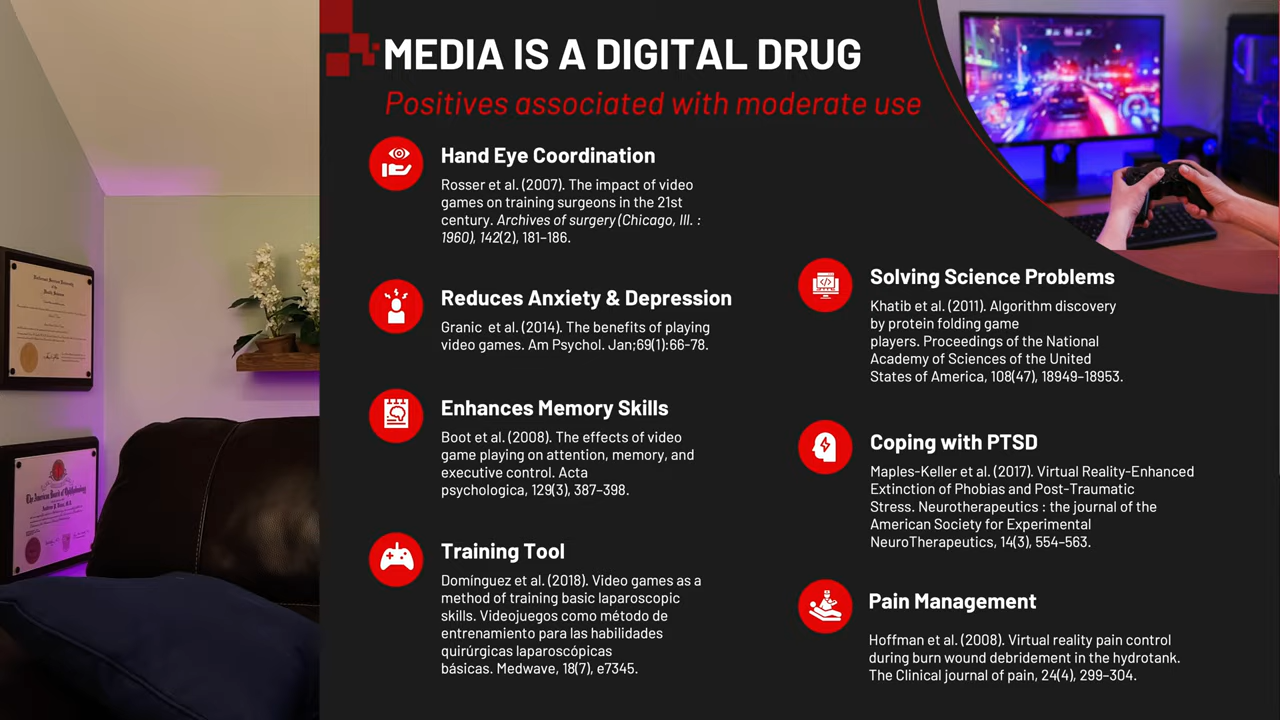 MEDIA IS A DIGITAL DRUG
Positives associated with moderate use
Hand Eye Coordination
Rosser et al. (2007). The impact of video
games on training surgeons in the 21st
century. Archives of surgery (Chicago, Ill. :
1960), 142(2), 181–186.
Reduces Anxiety & Depression
Granic et al. (2014). The benefits of playing
video games. Am Psychol. Jan;69(1):66-78.
Enhances Memory Skills
Boot et al. (2008). The effects of video
game playing on attention, memory, and
executive control. Acta
psychologica, 129(3), 387–398.
Training Tool
Domínguez et al. (2018). Video games as a
method of training basic laparoscopic
skills. Videojuegos como método de
entrenamiento para las habilidades
quirúrgicas laparoscópicas
básicas. Medwave, 18(7), e7345.
Solving Science Problems
Khatib et al. (2011). Algorithm discovery
by protein folding game
players. Proceedings of the National
Academy of Sciences of the United
States of America, 108(47), 18949–18953.
Coping with PTSD
Maples-Keller et al. (2017). Virtual Reality-Enhanced
Extinction of Phobias and Post-Traumatic
Stress. Neurotherapeutics : the journal of the
American Society for Experimental
NeuroTherapeutics, 14(3), 554–563.
Pain Management
Hoffman et al. (2008). Virtual reality pain control
during burn wound debridement in the hydrotank.
The Clinical journal of pain, 24(4), 299–304.
The American Board of Ophthalmology